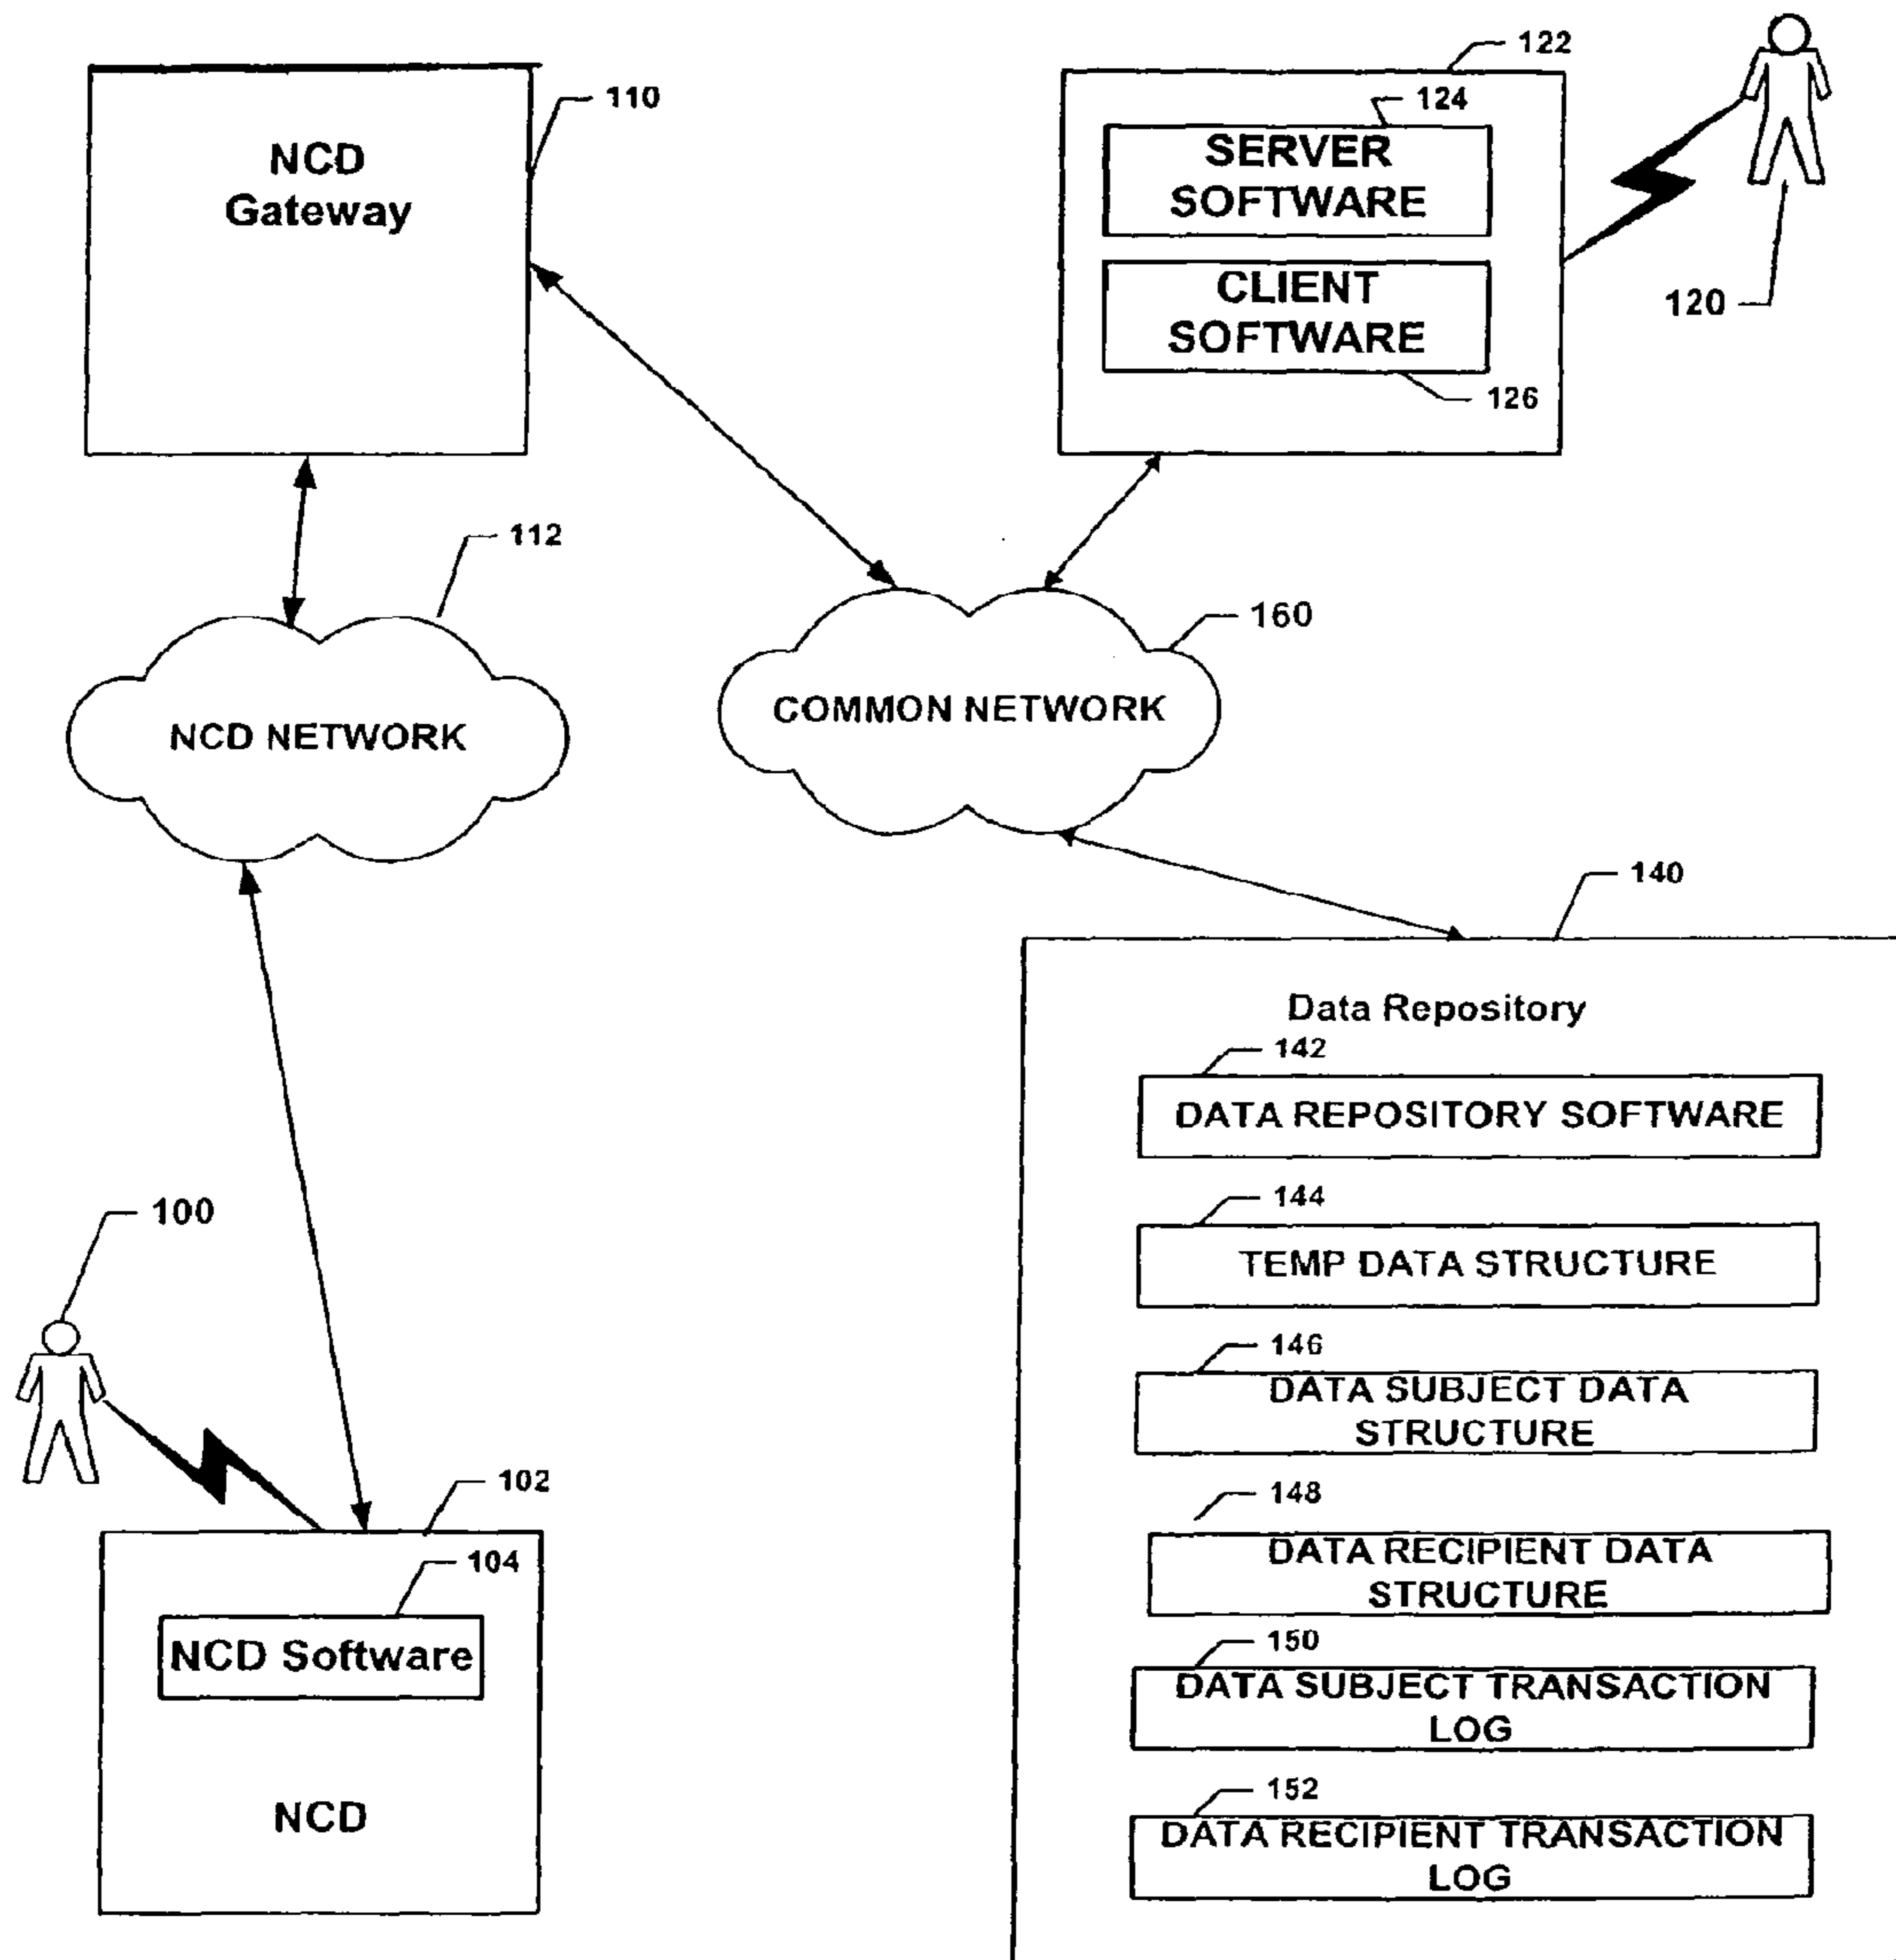 110
NCD
Gateway
122
124
SERVER
SOFTWARE
CLIENT
SOFTWARE
126
120
112
NCD NETWORK
160
COMMON NETWORK
140
Data Repository
142
DATA REPOSITORY SOFTWARE
144
TEMP DATA STRUCTURE
146
DATA SUBJECT DATA
STRUCTURE
148
DATA RECIPIENT DATA
STRUCTURE
150
DATA SUBJECT TRANSACTION
LOG
152
DATA RECIPIENT TRANSACTION
LOG
100
102
104
NCD Software
NCD